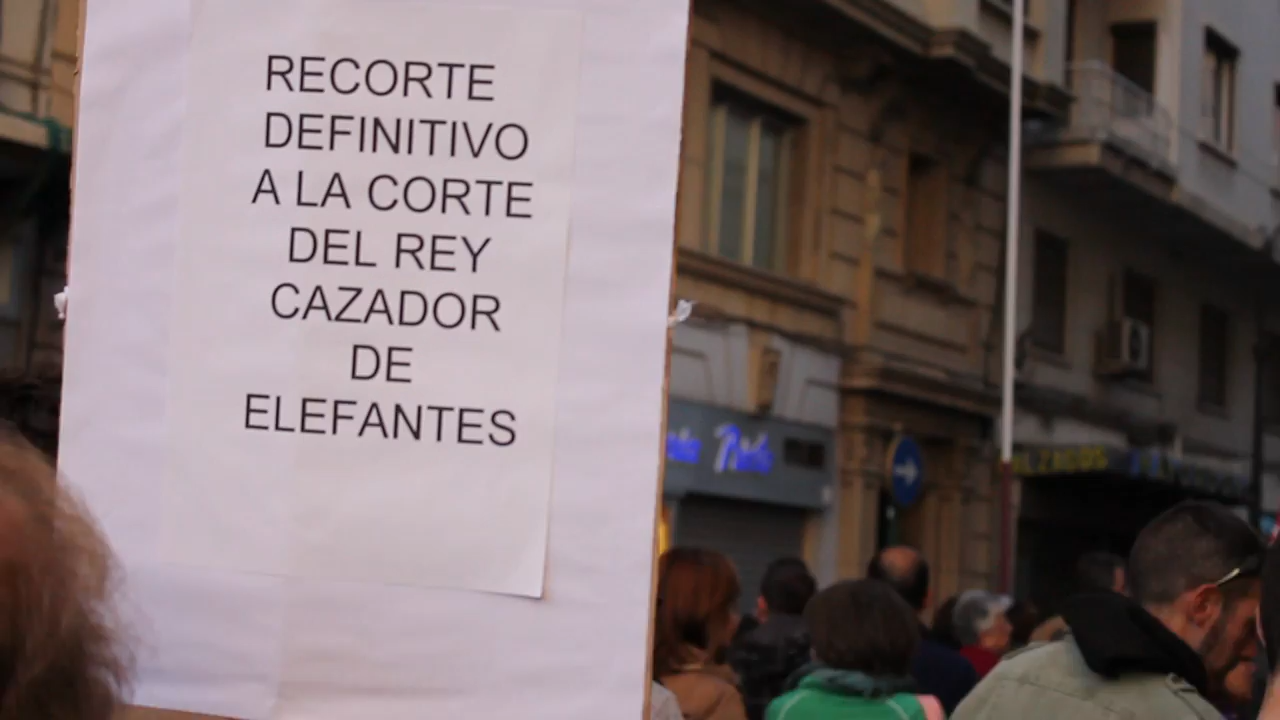 RECORTE
DEFINITIVO
A LA CORTE
DEL REY
CAZADOR
DE
ELEFANTES